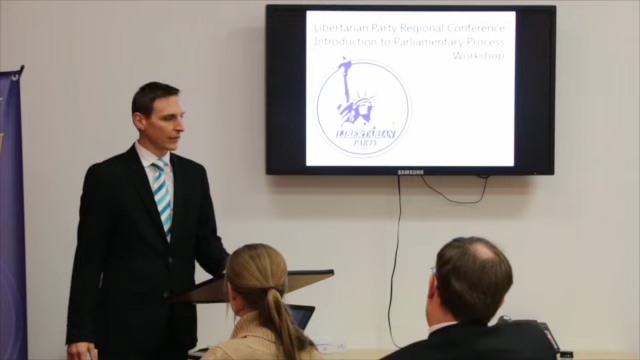 Libertarian Party Regional Conference
Introduction to Parliamentary Process
Workshop
LIBERTARIAN
PARTY
SAMSUNG